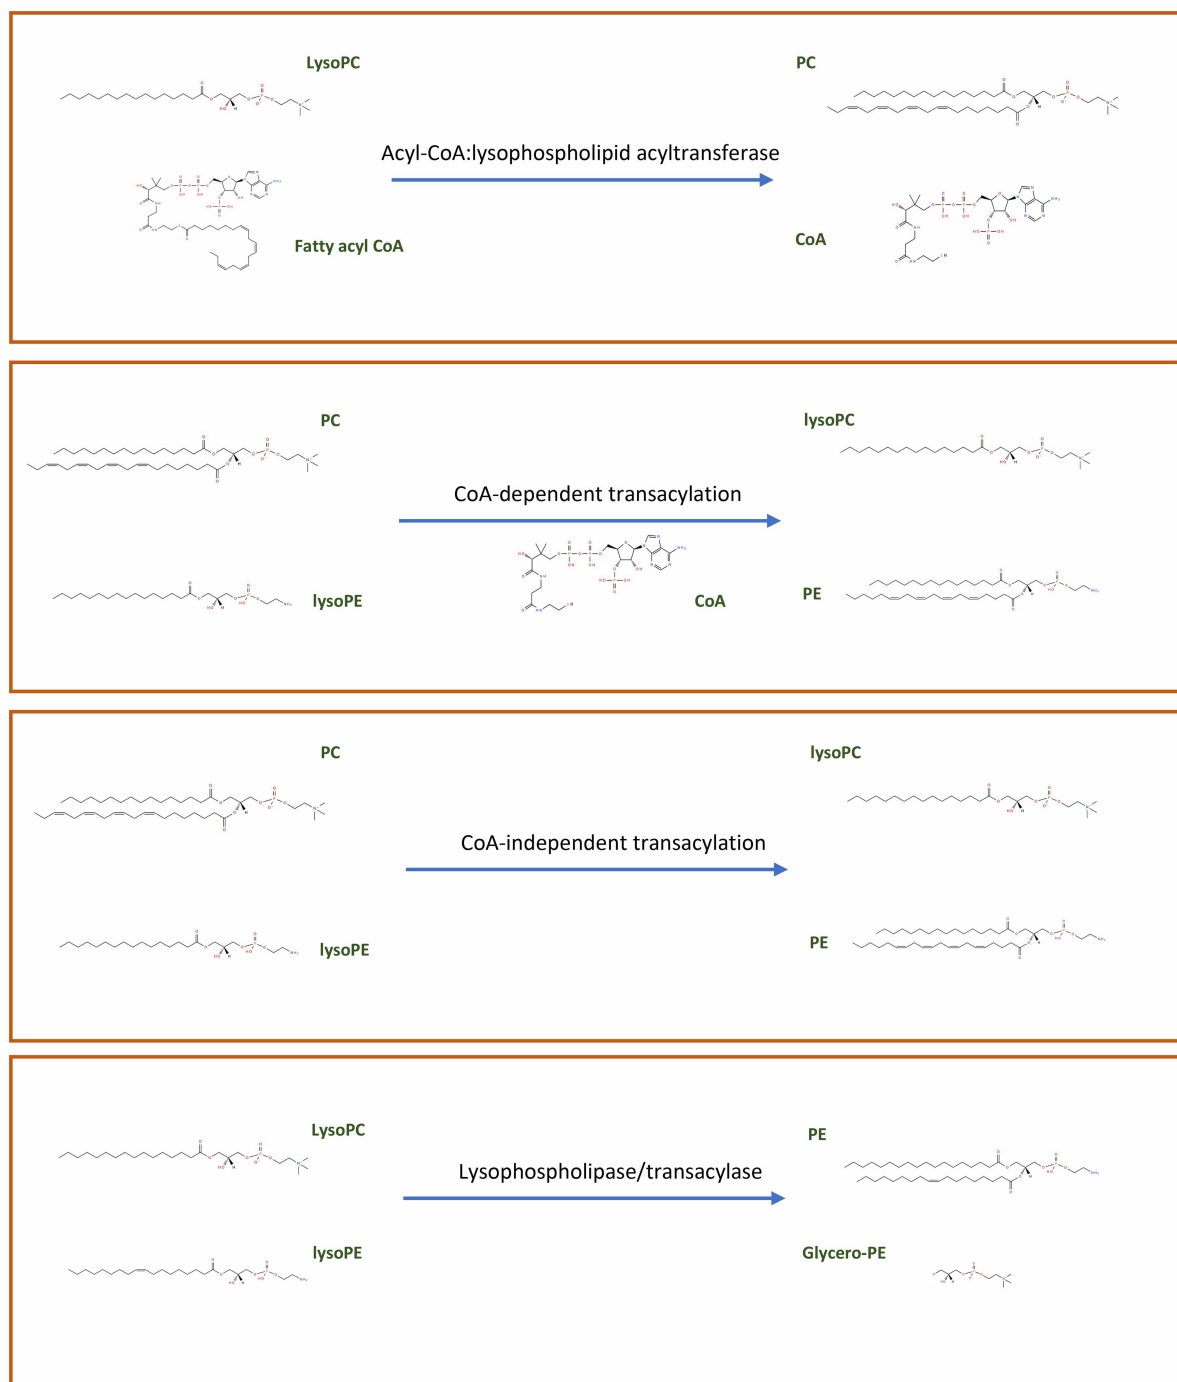 LysoPC
PC
Acyl-CoA:lysophospholipid acyltransferase
Fatty acyl CoA
CoA
PC
lysoPC
CoA-dependent transacylation
lysoPE
CoA
PE
PC
lysoPC
CoA-independent transacylation
lysoPE
PE
LysoPC
PE
Lysophospholipase/transacylase
lysoPE
Glycero-PE